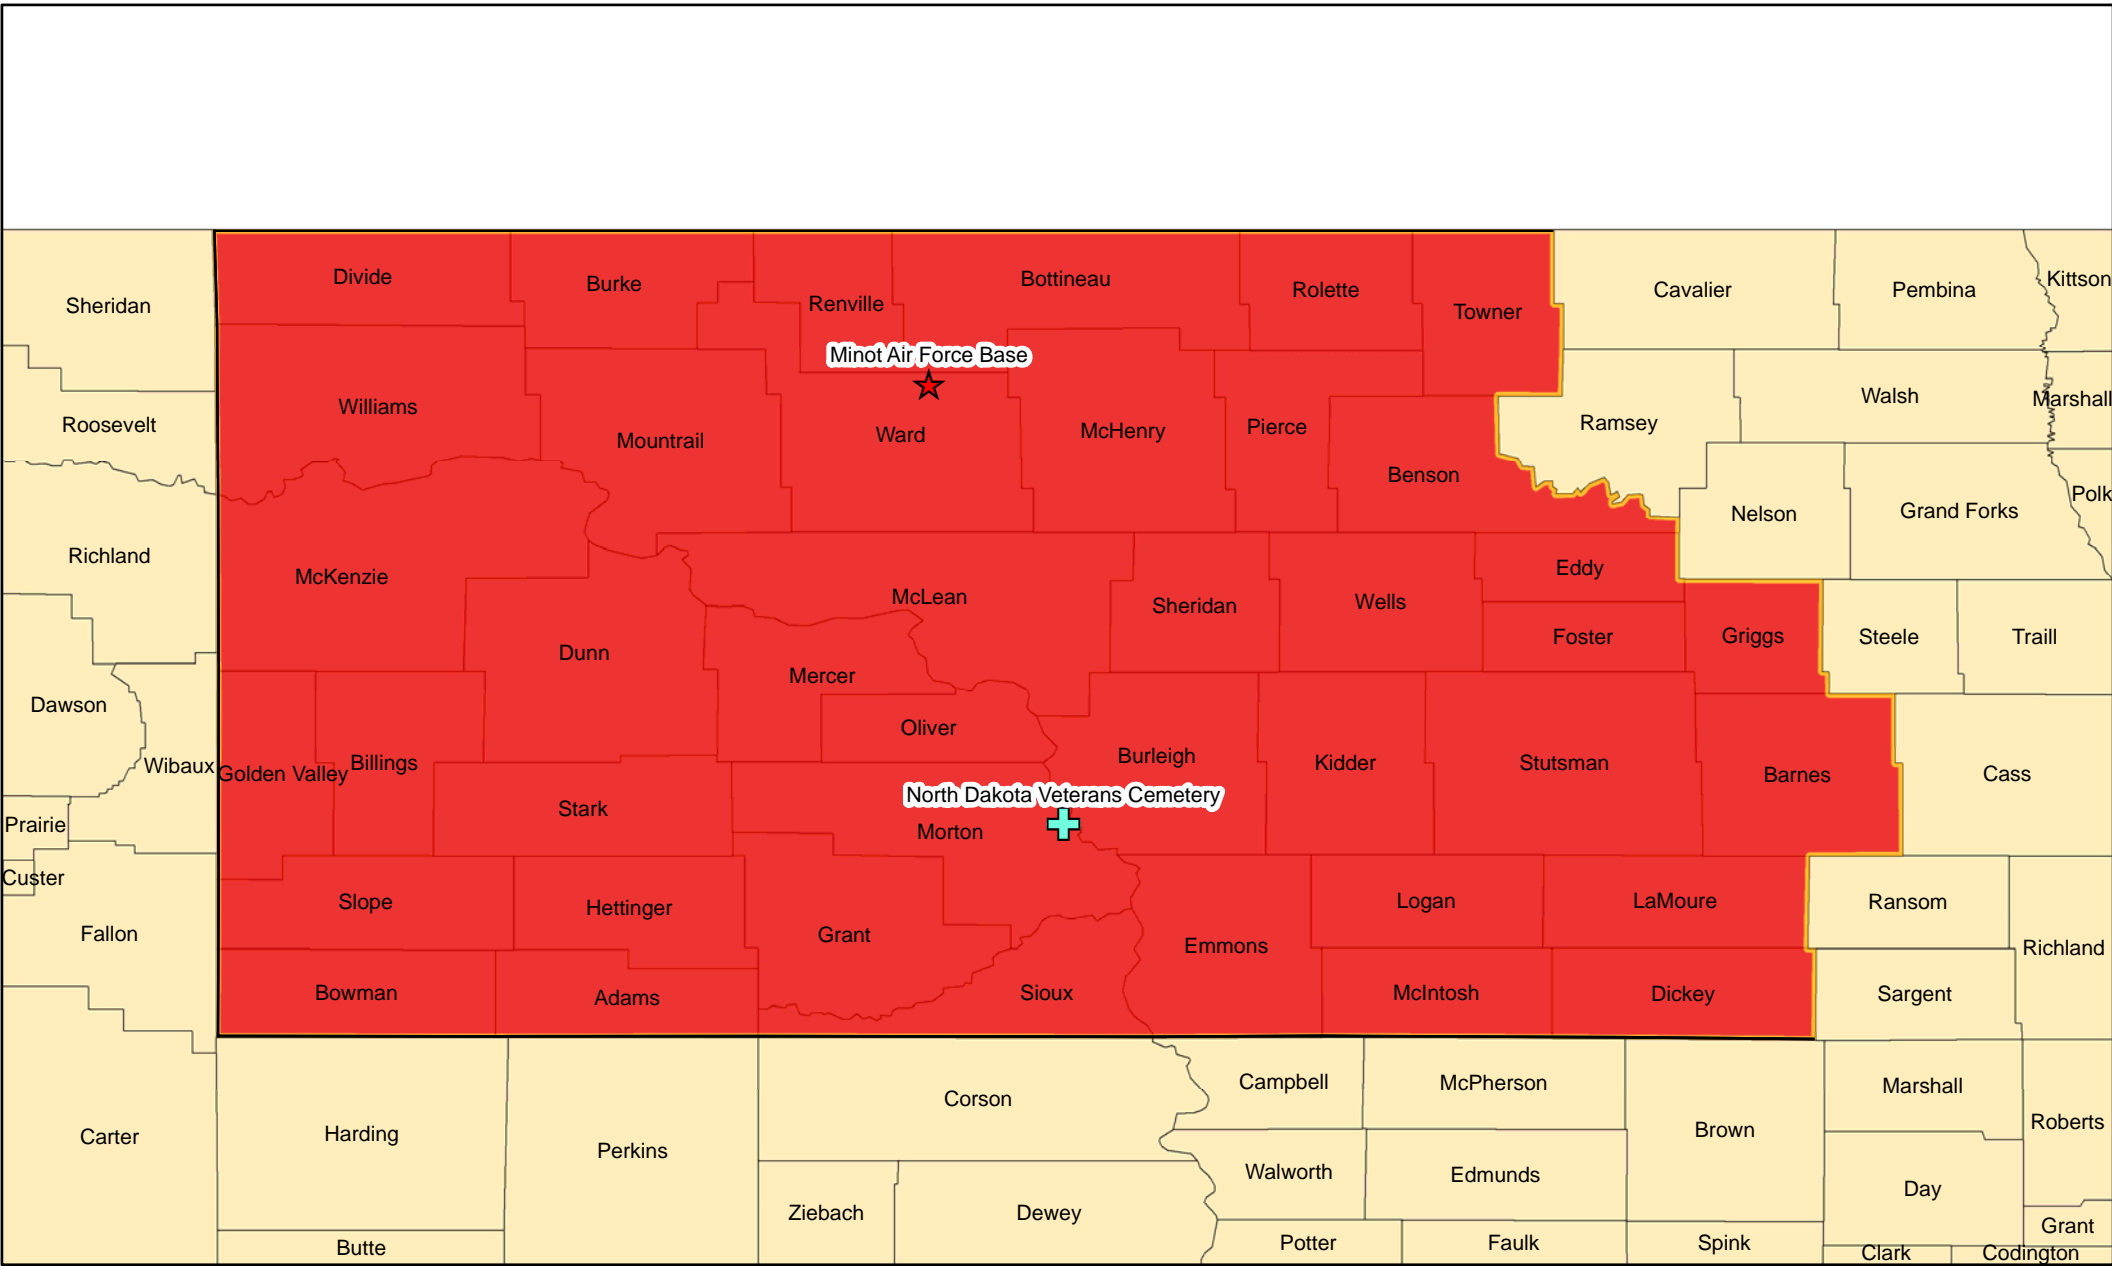 Divide
Burke
Bottineau
Kittson
Cavalier
Pembina
Rolette
Renville
Sheridan
Towner
Minot Air Force Base
Walsh
Marshall
Williams
Ramsey
Roosevelt
Pierce
McHenry
Ward
Mountrail
Benson
Polk
Grand Forks
Nelson
Richland
Eddy
McKenzie
McLean
Wells
Sheridan
Foster
Griggs
Steele
Traill
Dunn
Mercer
Dawson
Oliver
Burleigh
Billings
Kidder
Stutsman
Wibaux
Golden Valley
Barnes
Cass
North Dakota Veterans Cemetery
Stark
Prairie
Morton
Custer
Slope
Logan
LaMoure
Ransom
Hettinger
Fallon
Grant
Emmons
Richland
Bowman
Sioux
McIntosh
Dickey
Sargent
Adams
Campbell
McPherson
Marshall
Corson
Roberts
Brown
Harding
Carter
Perkins
Walworth
Edmunds
Day
Ziebach
Dewey
Grant
Potter
Faulk
Spink
Butte
Clark
Codington